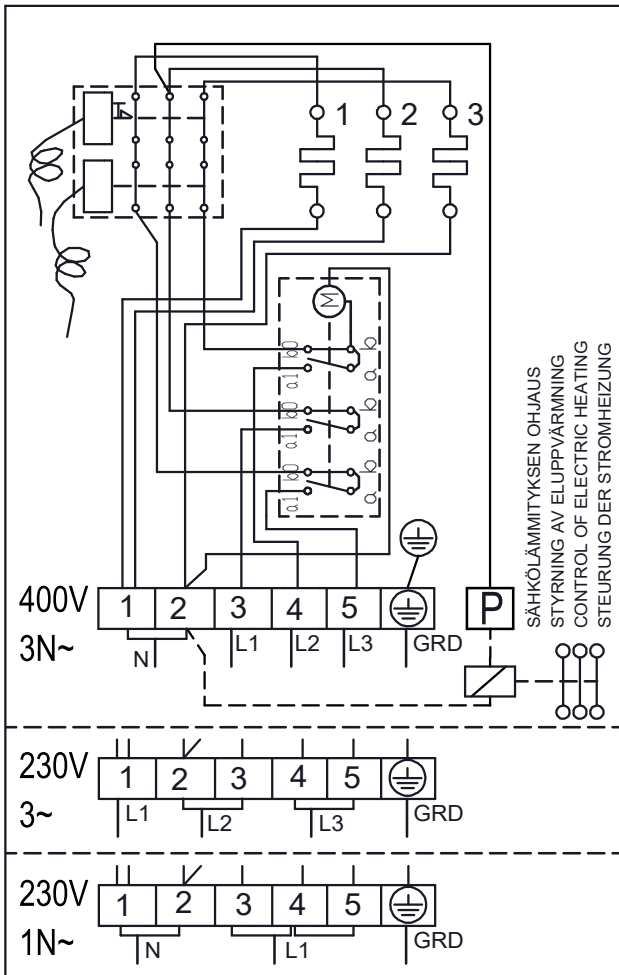 1 2 3
M
b0 b
a1 a
b0 b
a1 a
b0 b
a1 a
400V
3N~
1 2 3 4 5
N L1 L2 L3 GRD
P
SÄHKÖLÄMMITYKSEN OHJAUS
STYRNING AV ELUPPVÄRMNING
CONTROL OF ELECTRIC HEATING
STEURUNG DER STROMHEIZUNG
230V
3~
1 2 3 4 5
L1 L2 L3 GRD
230V
1N~
1 2 3 4 5
N L1 GRD